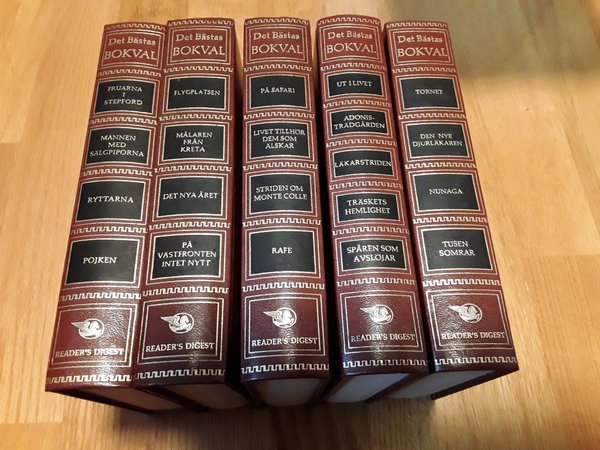 Det Bästas
BOKVAL
FRUARNA
I
STEPFORD
MANNEN
MED
SÄLGPIPORNA
RYTTARNA
POJKEN
READER'S DIGEST
Det Bästas
BOKVAL
FLYGPLATSEN
MÅLAREN
FRÅN
KRETA
DET NYA ÅRET
PÅ
VÄSTFRONTEN
INTET NYTT
READER'S DIGEST
Det Bästas
BOKVAL
PÅ SAFARI
LIVET TILLHÖR
DEM SOM
ÄLSKAR
STRIDEN OM
MONTE COLLE
RAFE
READER'S DIGEST
Det Bästas
BOKVAL
UT I LIVET
ADONIS-
TRÄDGÅRDEN
LÄKARSTRIDEN
TRÄSKETS
HEMLIGHET
SPÅREN SOM
AVSLÖJAR
READER'S DIGEST
Det Bästas
BOKVAL
TORNET
DEN NYE
DJURLÄKAREN
NUNAGA
TUSEN
SOMRAR
READER'S DIGEST